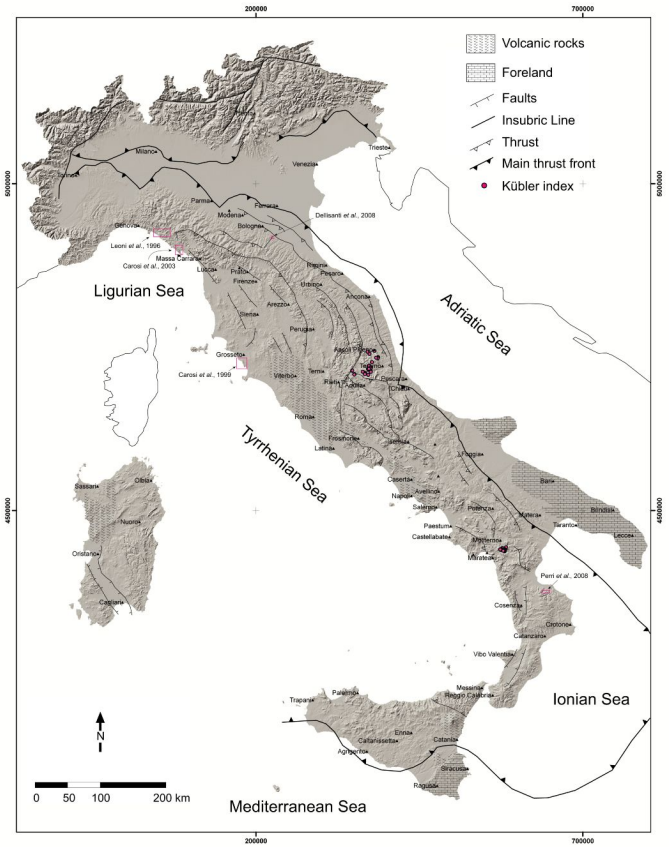 200000
700000
Volcanic rocks
Foreland
Faults
Insubric Line
Thrust
Main thrust front
Kübler index
Milano
Trieste
Venezia
5000000
5000000
Parma
Ferrara
Modena
Dellisanti et al., 2008
Bologna
Genova
Leoni et al., 1996
Carosi et al., 2003
Massa Carrara
Lucca
Prato
Firenze
Rimini
Pesaro
Urbino
Ligurian Sea
Ancona
Adriatic Sea
Arezzo
Siena
Perugia
Grosseto
Carosi et al., 1999
Ascoli Piceno
Viterbo
Terni
Rieti
Pescara
Chieti
Roma
Tyrrhenian Sea
Frosinone
Latina
Isernia
Foggia
Caserta
Avellino
Napoli
Salerno
Bari
Brindisi
Lecce
Potenza
Matera
Taranto
4500000
4500000
Sassari
Olbia
Nuoro
Oristano
Cagliari
Paestum
Castellabate
Maratea
Perri et al., 2008
Cosenza
Crotone
Catanzaro
Vibo Valentia
Messina
Reggio Calabria
Ionian Sea
Palermo
Trapani
Enna
Caltanissetta
Catania
Agrigento
Siracusa
Ragusa
N
0 50 100 200 km
Mediterranean Sea
200000
700000